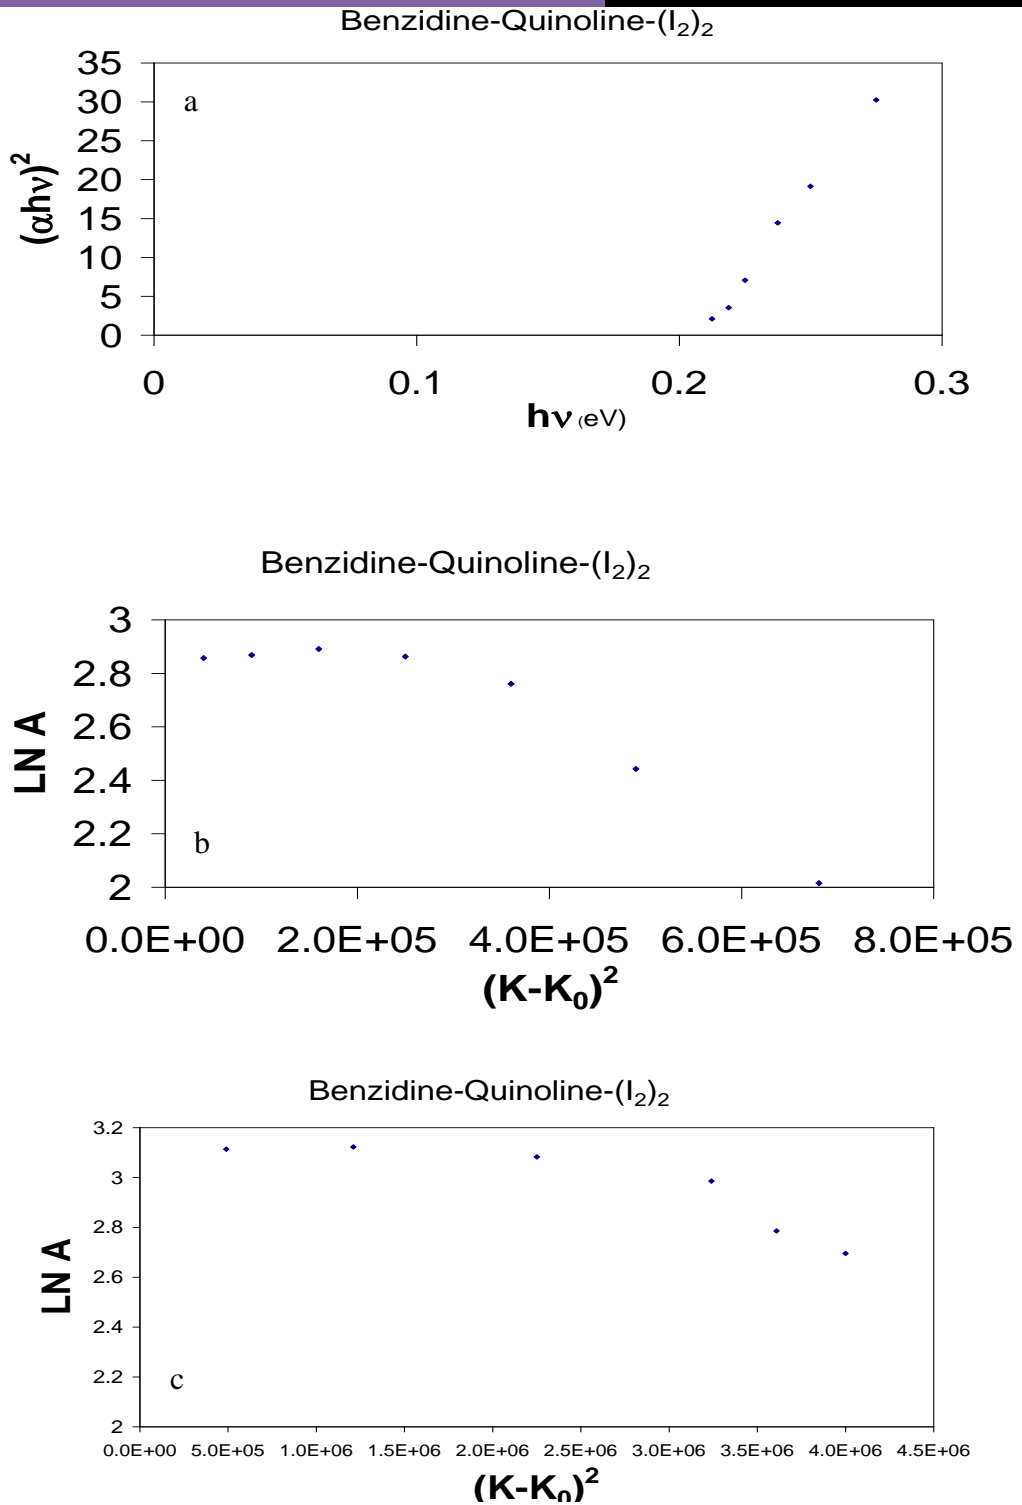 Benzidine-Quinoline-(I₂)₂
35
30
25
20
15
10
5
0
a
(αhν)²
0 0.1 0.2 0.3
hν (eV)
Benzidine-Quinoline-(I₂)₂
3
2.8
2.6
2.4
2.2
2
LN A
b
0.0E+00 2.0E+05 4.0E+05 6.0E+05 8.0E+05
(K-K₀)²
Benzidine-Quinoline-(I₂)₂
3.2
3
2.8
2.6
2.4
2.2
2
LN A
c
0.0E+00 5.0E+05 1.0E+06 1.5E+06 2.0E+06 2.5E+06 3.0E+06 3.5E+06 4.0E+06 4.5E+06
(K-K₀)²